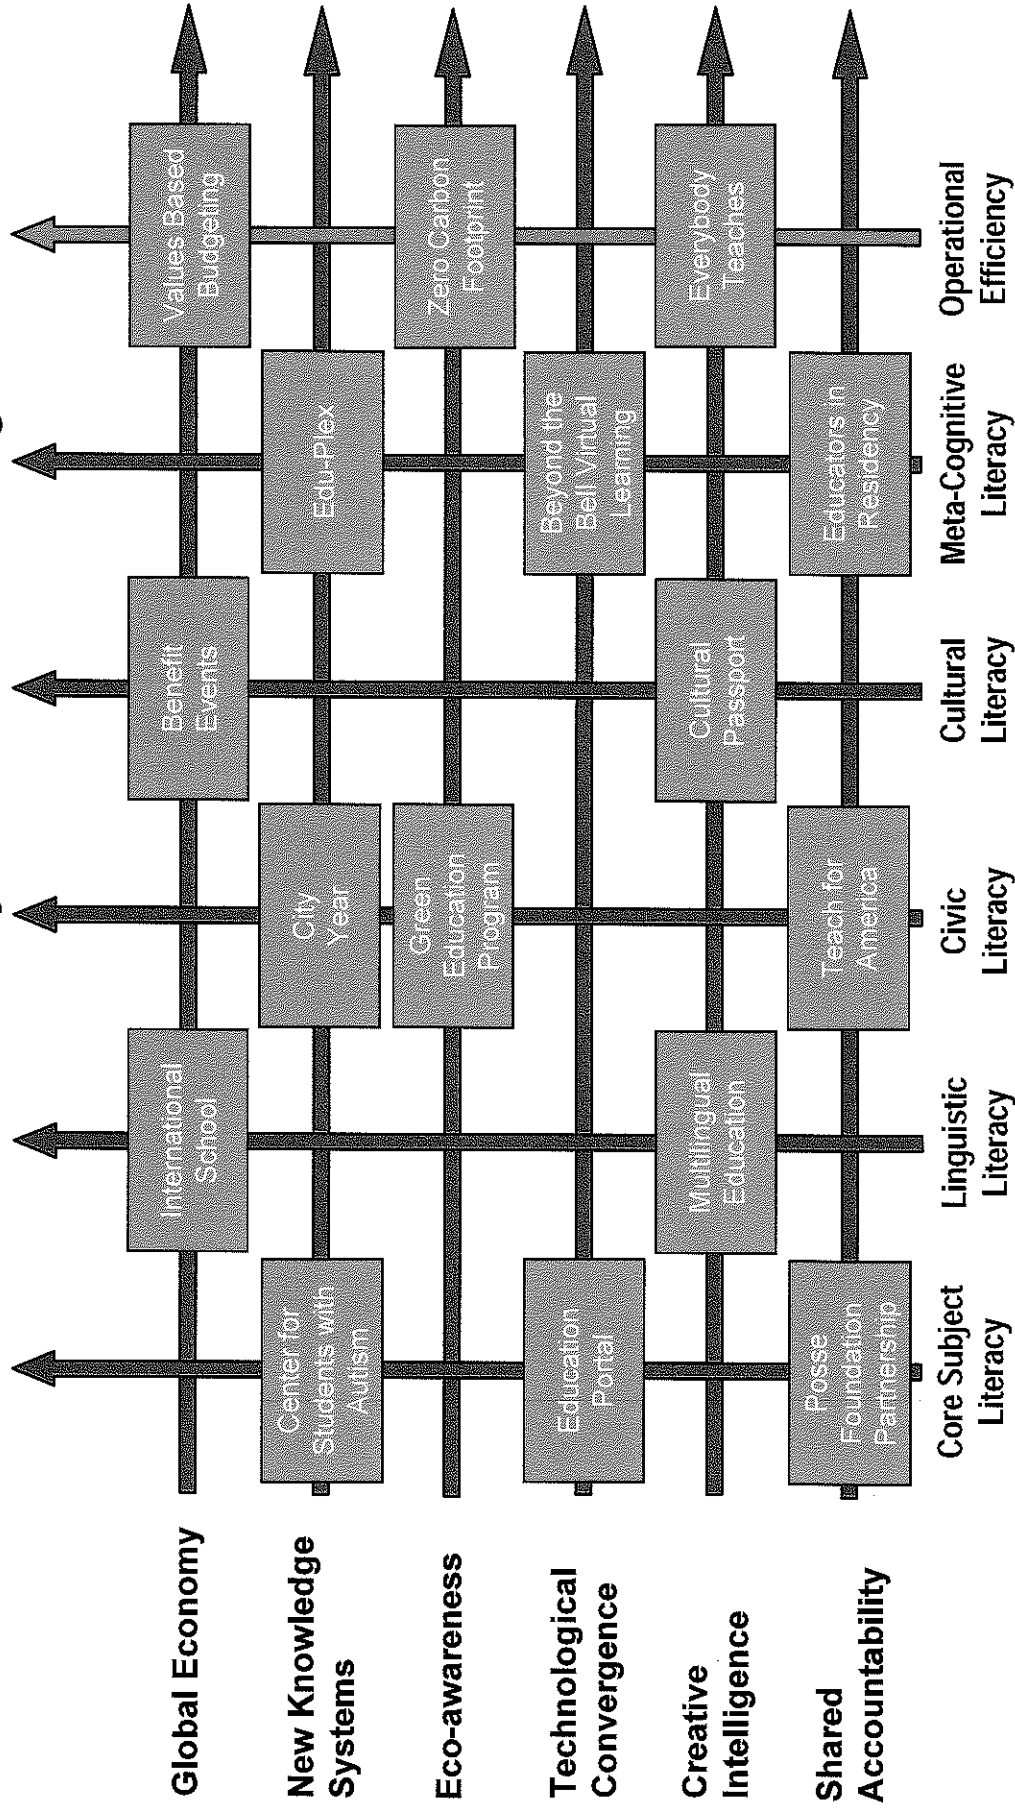 Global Economy
International
School
Benefit
Events
Values Based
Budgeting
New Knowledge
Systems
Center for
Students with
Autism
City
Year
Edu-Plex
Eco-awareness
Green
Education
Program
Zero Carbon
Footprint
Technological
Convergence
Education
Portal
Beyond the
Bell Virtual
Learning
Creative
Intelligence
Multilingual
Education
Cultural
Passport
Everybody
Teaches
Shared
Accountability
Posse
Foundation
Partnership
Teach for
America
Educators in
Residency
Core Subject
Literacy
Linguistic
Literacy
Civic
Literacy
Cultural
Literacy
Meta-Cognitive
Literacy
Operational
Efficiency